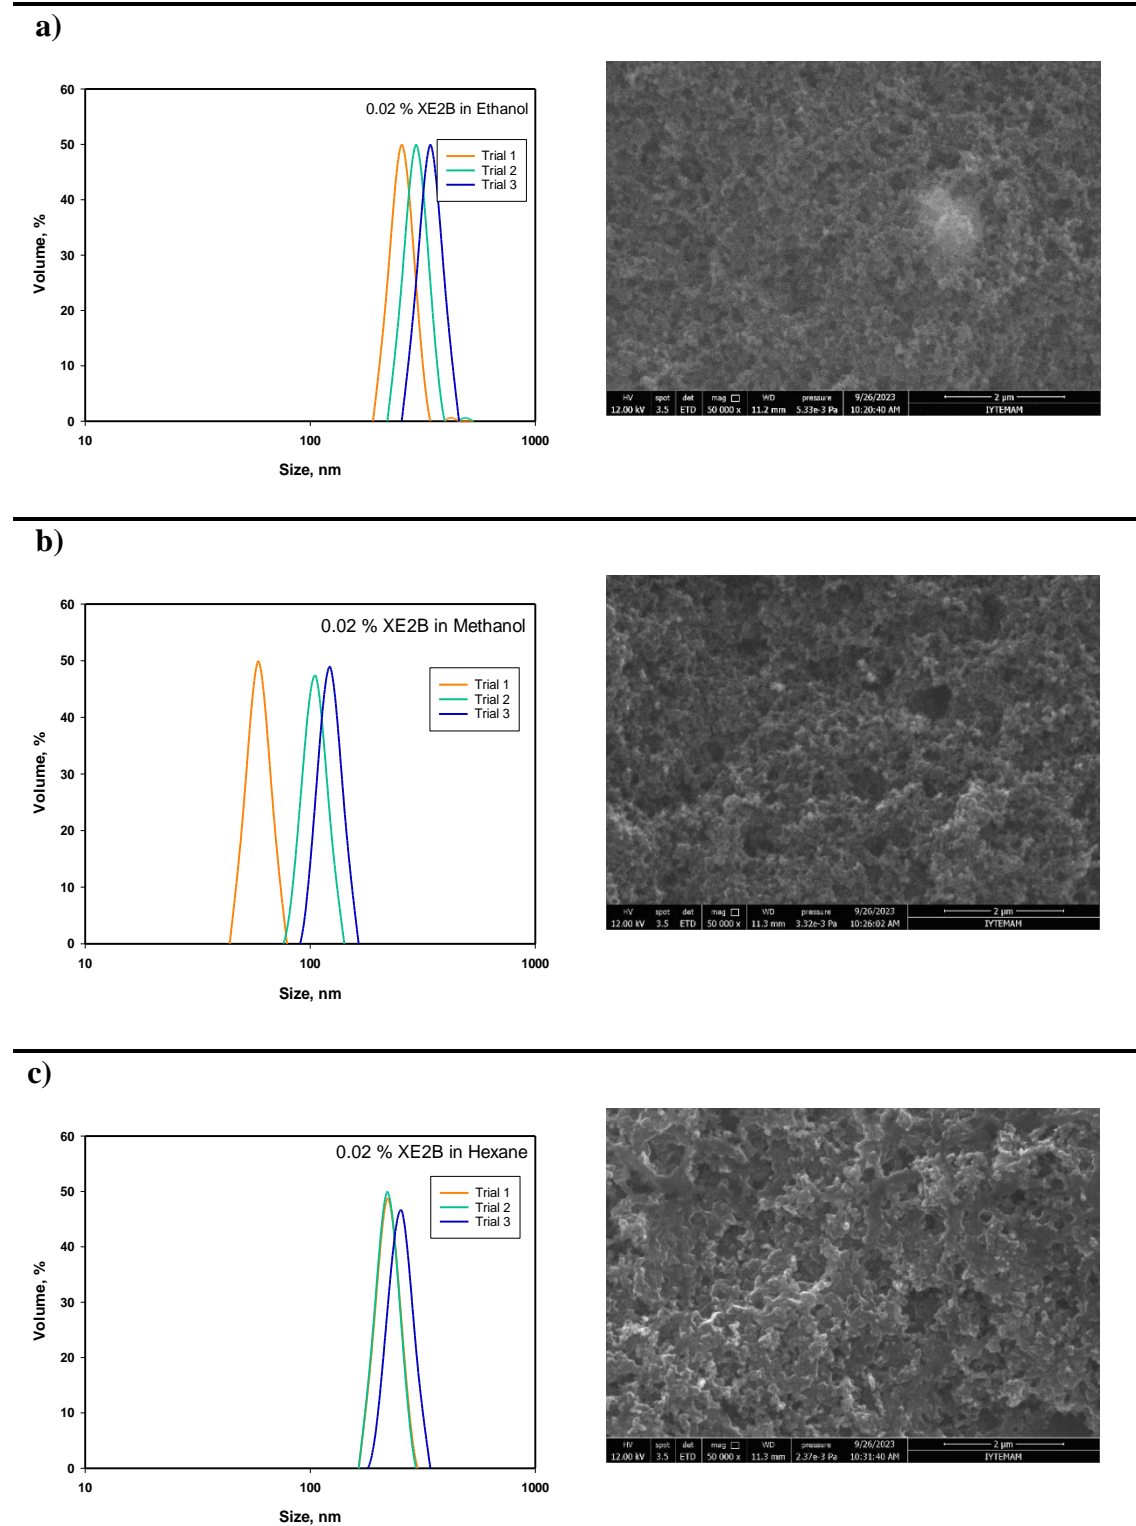 a)
0.02 % XE2B in Ethanol
Trial 1
Trial 2
Trial 3
60
50
40
30
20
10
0
Volume, %
10 100 1000
Size, nm
HV spot det mag □ WD pressure 9/26/2023 2 µm
12.00 kV 3.5 ETD 50 000 x 11.2 mm 5.33e-3 Pa 10:20:40 AM IYTEMAM
b)
0.02 % XE2B in Methanol
Trial 1
Trial 2
Trial 3
60
50
40
30
20
10
0
Volume, %
10 100 1000
Size, nm
HV spot det mag □ WD pressure 9/26/2023 2 µm
12.00 kV 3.5 ETD 50 000 x 11.3 mm 3.32e-3 Pa 10:26:02 AM IYTEMAM
c)
0.02 % XE2B in Hexane
Trial 1
Trial 2
Trial 3
60
50
40
30
20
10
0
Volume, %
10 100 1000
Size, nm
HV spot det mag □ WD pressure 9/26/2023 2 µm
12.00 kV 3.5 ETD 50 000 x 11.3 mm 2.37e-3 Pa 10:31:40 AM IYTEMAM